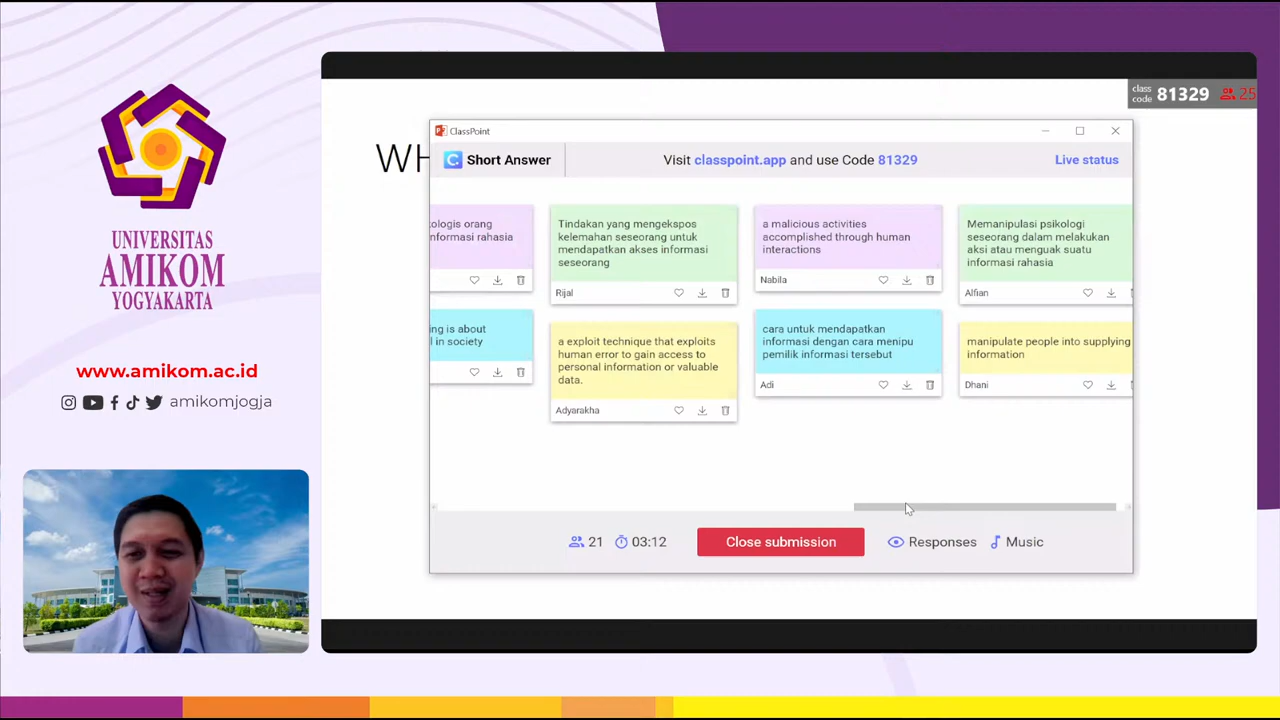 UNIVERSITAS
AMIKOM
YOGYAKARTA
www.amikom.ac.id
amikomjogja
class code 81329 25
WH
ClassPoint
Short Answer
Visit classpoint.app and use Code 81329
Live status
ologis orang
nformasi rahasia
Tindakan yang mengekspos
kelemahan seseorang untuk
mendapatkan akses informasi
seseorang
Rijal
a malicious activities
accomplished through human
interactions
Nabila
Memanipulasi psikologi
seseorang dalam melakukan
aksi atau menguak suatu
informasi rahasia
Alfian
ng is about
l in society
a exploit technique that exploits
human error to gain access to
personal information or valuable
data.
Adyarakha
cara untuk mendapatkan
informasi dengan cara menipu
pemilik informasi tersebut
Adi
manipulate people into supplying
information
Dhani
21 03:12
Close submission
Responses
Music